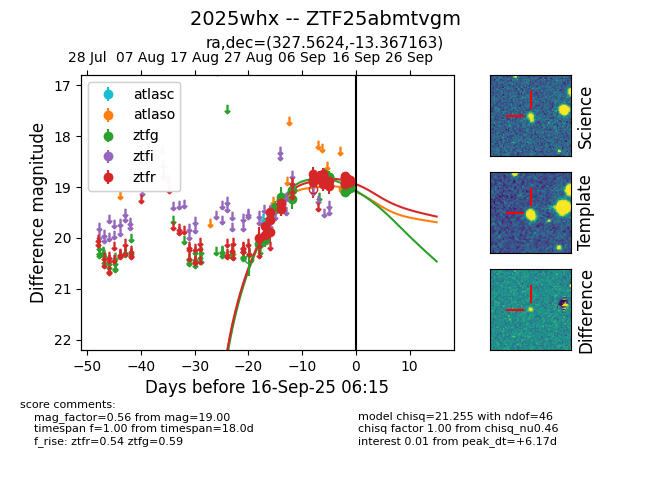 2025whx -- ZTF25abmtvgm
ra,dec=(327.5624,-13.367163)
28 Jul 07 Aug 17 Aug 27 Aug 06 Sep 16 Sep 26 Sep
17
18
19
20
21
22
Difference magnitude
atlasc
atlaso
ztfg
ztfi
ztfr
−50 −40 −30 −20 −10 0 10
Days before 16-Sep-25 06:15
Science
Template
Difference
score comments:
mag_factor=0.56 from mag=19.00
timespan f=1.00 from timespan=18.0d
f_rise: ztfr=0.54 ztfg=0.59
model chisq=21.255 with ndof=46
chisq factor 1.00 from chisq_nu0.46
interest 0.01 from peak_dt=+6.17d